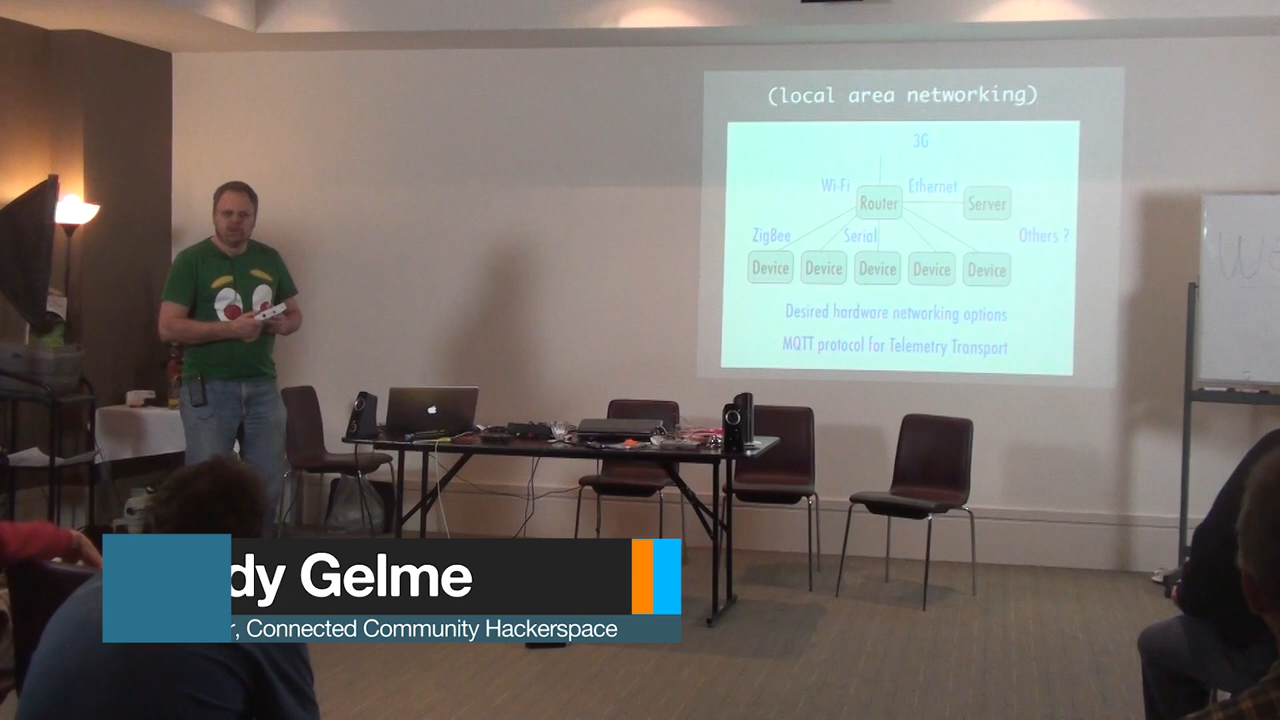 (local area networking)
3G
Wi-Fi Ethernet
Router Server
ZigBee Serial Others ?
Device Device Device Device Device
Desired hardware networking options
MQTT protocol for Telemetry Transport
Gelme
Connected Community Hackerspace